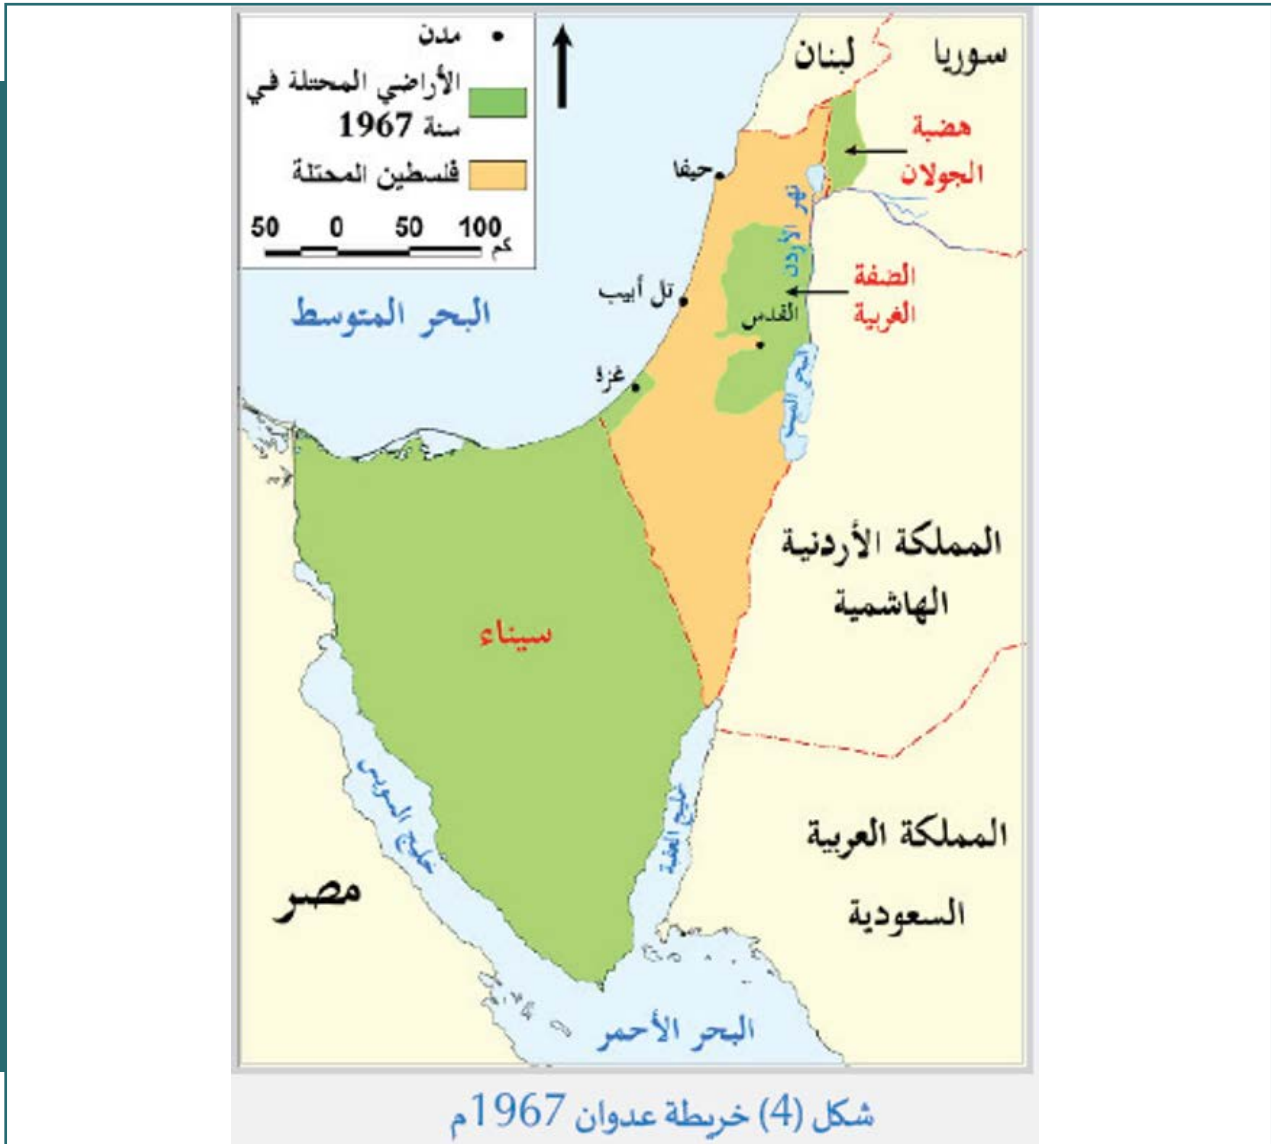 مدن
الأراضي المحتلة في
سنة 1967
فلسطين المحتلة
50 0 50 100 كم
لبنان
سوريا
هضبة
الجولان
حيفا
نهر الأردن
تل أبيب
الضفة
الغربية
القدس
البحر المتوسط
غزة
البحر الميت
المملكة الأردنية
الهاشمية
سيناء
خليج السويس
خليج العقبة
المملكة العربية
السعودية
مصر
البحر الأحمر
شكل (4) خريطة عدوان 1967م